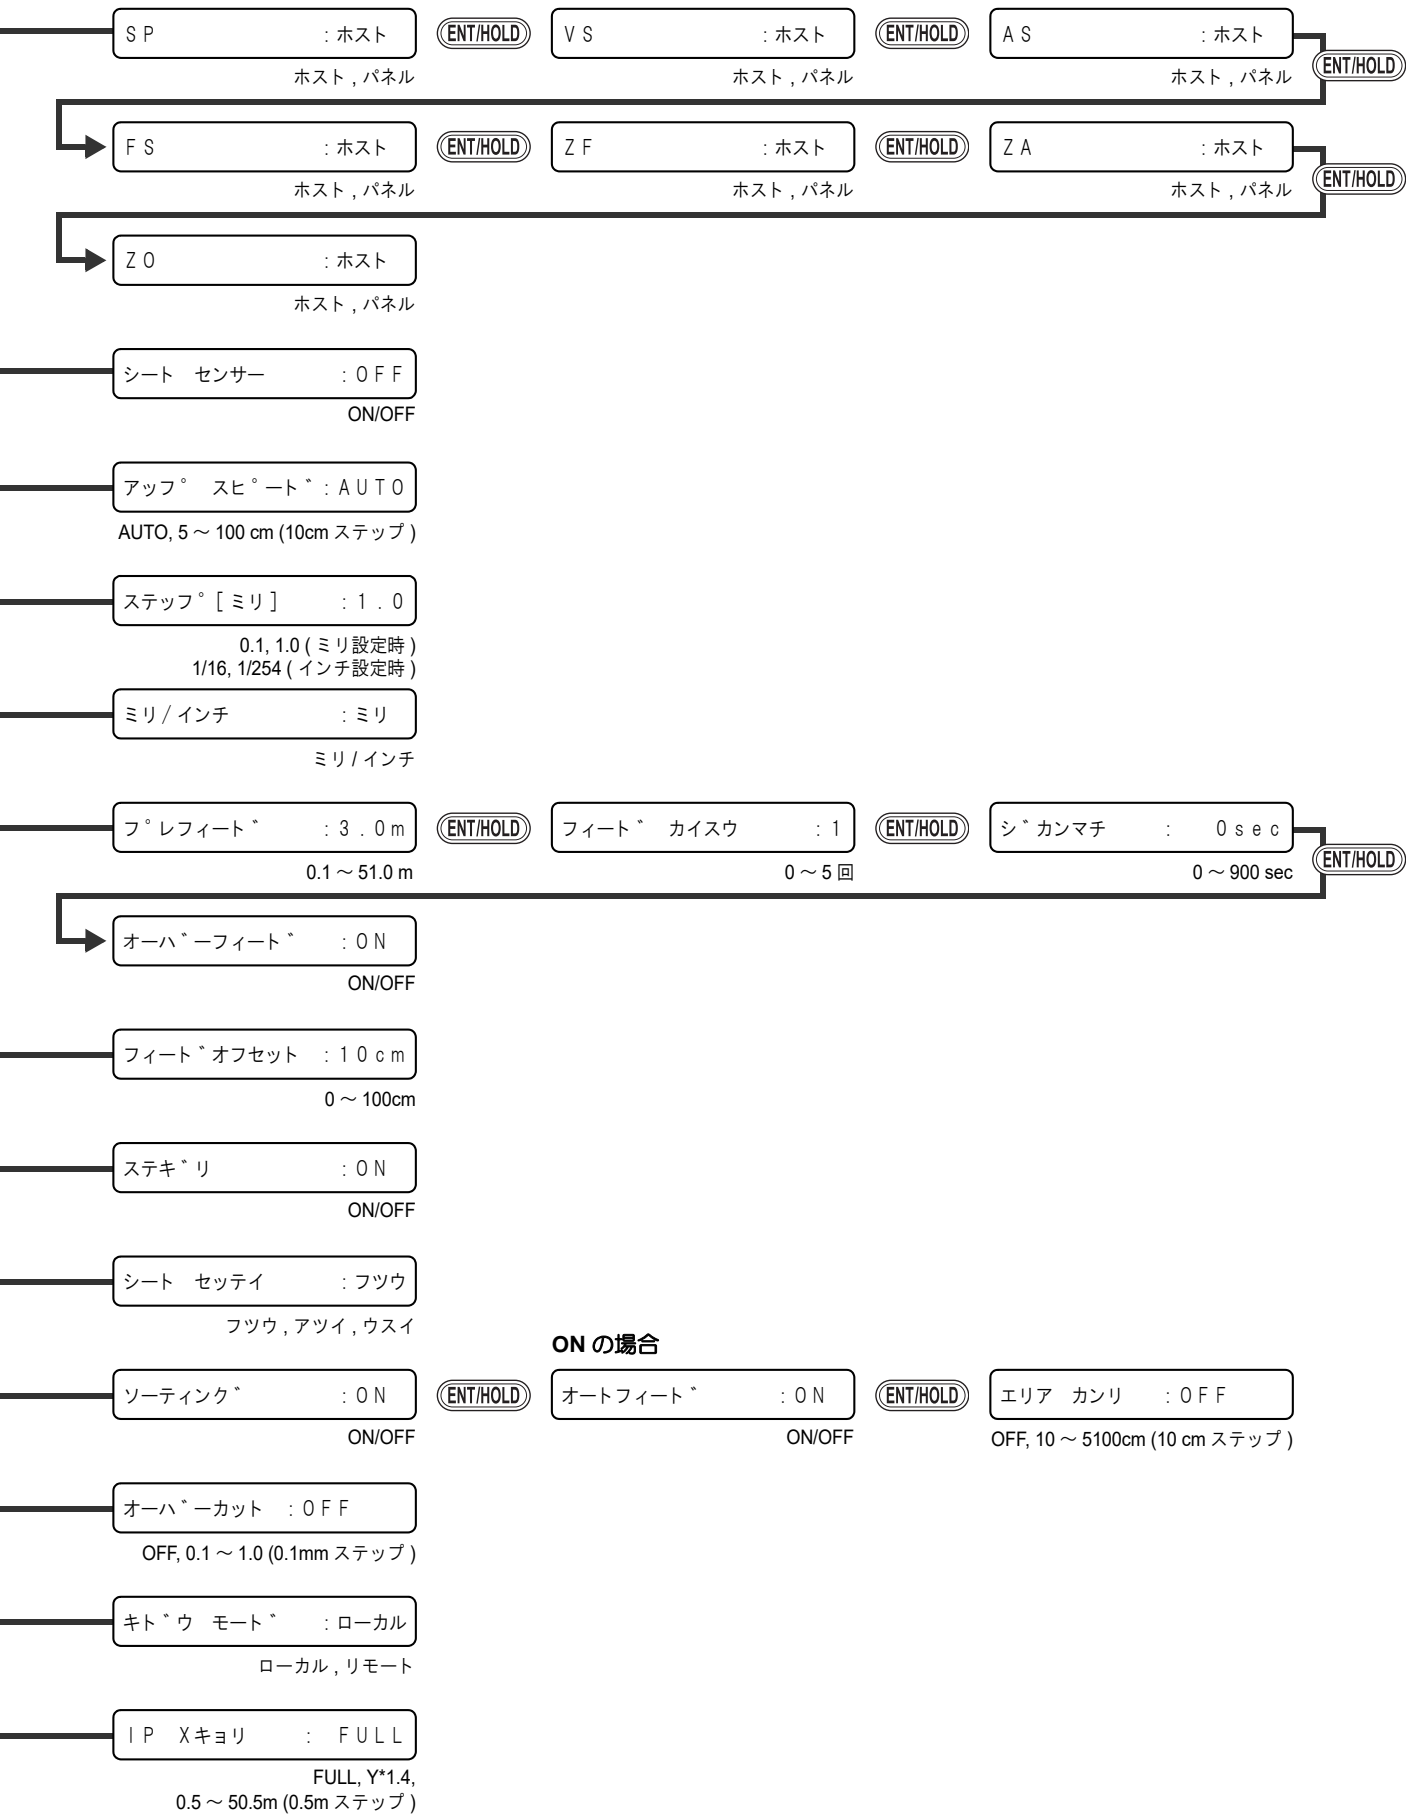 ＳＰ　　　　：ホスト
ENT/HOLD
ＶＳ　　　　：ホスト
ENT/HOLD
ＡＳ　　　　：ホスト
ENT/HOLD
ホスト , パネル
ホスト , パネル
ホスト , パネル
ＦＳ　　　　：ホスト
ENT/HOLD
ＺＦ　　　　：ホスト
ENT/HOLD
ＺＡ　　　　：ホスト
ENT/HOLD
ホスト , パネル
ホスト , パネル
ホスト , パネル
ＺＯ　　　　：ホスト
ホスト , パネル
シート　センサー　：ＯＦＦ
ON/OFF
アップ　スピード：ＡＵＴＯ
AUTO, 5 ～ 100 cm (10cm ステップ )
ステップ［ミリ］　：１．０
0.1, 1.0 ( ミリ設定時 )
1/16, 1/254 ( インチ設定時 )
ミリ／インチ　　：ミリ
ミリ / インチ
プレフィード　：３．０ｍ
ENT/HOLD
フィード　カイスウ　：１
ENT/HOLD
ジカンマチ　：　０ｓｅｃ
ENT/HOLD
0.1 ～ 51.0 m
0 ～ 5 回
0 ～ 900 sec
オーバーフィード　：ＯＮ
ON/OFF
フィードオフセット　：１０ｃｍ
0 ～ 100cm
ステギリ　　：ＯＮ
ON/OFF
シート　セッテイ　：フツウ
フツウ , アツイ , ウスイ
ON の場合
ソーティング　：ＯＮ
ENT/HOLD
オートフィード　：ＯＮ
ENT/HOLD
エリア　カンリ　：ＯＦＦ
ON/OFF
ON/OFF
OFF, 10 ～ 5100cm (10 cm ステップ )
オーバーカット　：ＯＦＦ
OFF, 0.1 ～ 1.0 (0.1mm ステップ )
キドウ　モード　：ローカル
ローカル , リモート
ＩＰ　Ｘキョリ　：　ＦＵＬＬ
FULL, Y*1.4,
0.5 ～ 50.5m (0.5m ステップ )